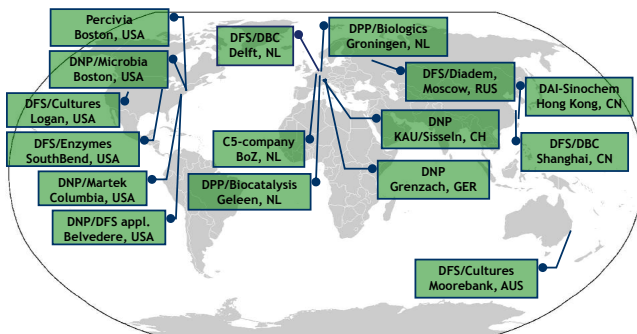 Percivia
Boston, USA
DNP/Microbia
Boston, USA
DFS/Cultures
Logan, USA
DFS/Enzymes
SouthBend, USA
DNP/Martek
Columbia, USA
DNP/DFS appl.
Belvedere, USA
DFS/DBC
Delft, NL
DPP/Biologics
Groningen, NL
DFS/Diadem,
Moscow, RUS
DAI-Sinochem
Hong Kong, CN
C5-company
BoZ, NL
DNP
KAU/Sisseln, CH
DFS/DBC
Shanghai, CN
DPP/Biocatalysis
Geleen, NL
DNP
Grenzach, GER
DFS/Cultures
Moorebank, AUS